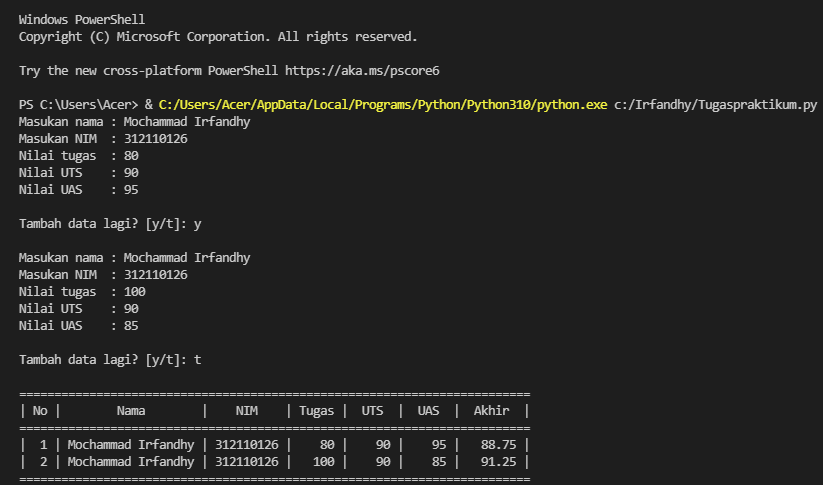 Windows PowerShell
Copyright (C) Microsoft Corporation. All rights reserved.
Try the new cross-platform PowerShell https://aka.ms/pscore6
PS C:\Users\Acer> & C:/Users/Acer/AppData/Local/Programs/Python/Python310/python.exe c:/Irfandhy/Tugaspraktikum.py
Masukan nama : Mochammad Irfandhy
Masukan NIM  : 312110126
Nilai tugas  : 80
Nilai UTS    : 90
Nilai UAS    : 95
Tambah data lagi? [y/t]: y
Masukan nama : Mochammad Irfandhy
Masukan NIM  : 312110126
Nilai tugas  : 100
Nilai UTS    : 90
Nilai UAS    : 85
Tambah data lagi? [y/t]: t
=========================================================================
| No |        Nama        |    NIM    | Tugas |  UTS  |  UAS  |  Akhir  |
=========================================================================
|  1 | Mochammad Irfandhy | 312110126 |    80 |    90 |    95 |   88.75 |
|  2 | Mochammad Irfandhy | 312110126 |   100 |    90 |    85 |   91.25 |
=========================================================================